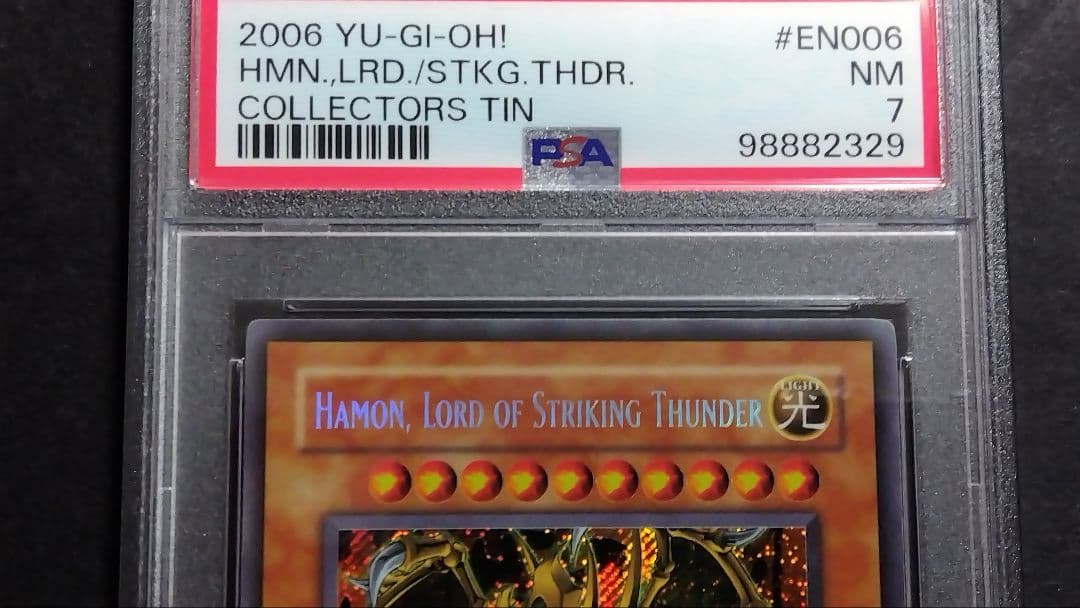 2006 YU-GI-OH! #EN006
HMN.,LRD./STKG.THDR. NM
COLLECTORS TIN 7
PSA 98882329
HAMON, LORD OF STRIKING THUNDER
LIGHT
光